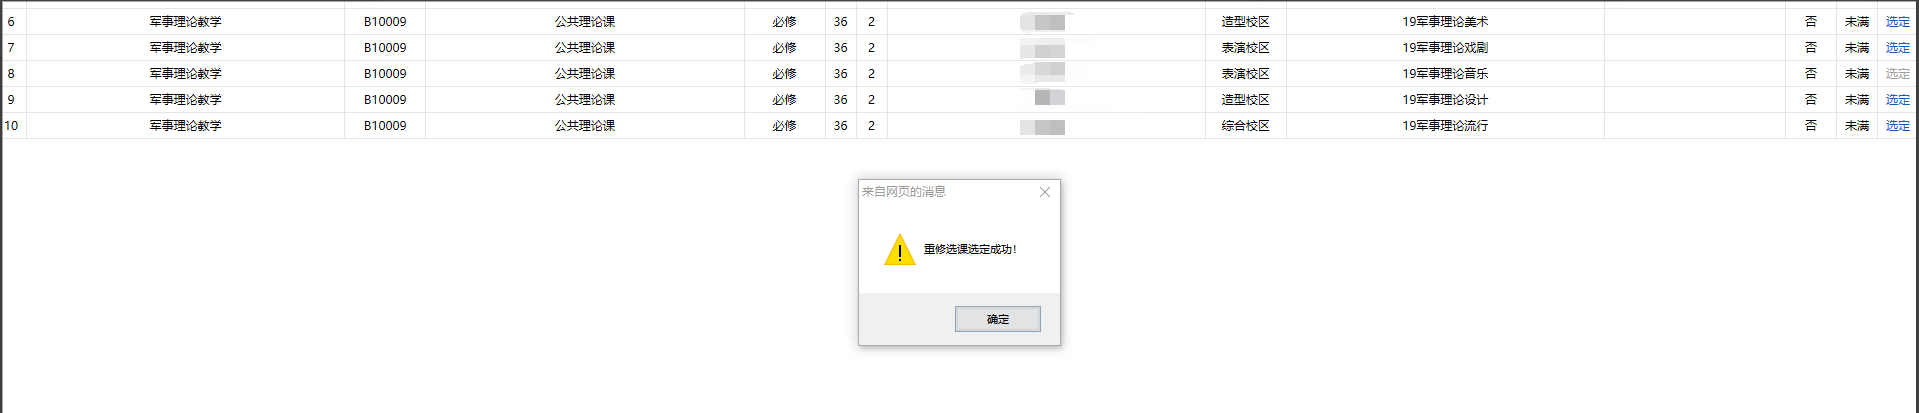 6 军事理论教学 B10009 公共理论课 必修 36 2 造型校区 19军事理论美术 否 未满 选定
7 军事理论教学 B10009 公共理论课 必修 36 2 表演校区 19军事理论戏剧 否 未满 选定
8 军事理论教学 B10009 公共理论课 必修 36 2 表演校区 19军事理论音乐 否 未满 选定
9 军事理论教学 B10009 公共理论课 必修 36 2 造型校区 19军事理论设计 否 未满 选定
10 军事理论教学 B10009 公共理论课 必修 36 2 综合校区 19军事理论流行 否 未满 选定
来自网页的消息
重修选课选定成功!
确定